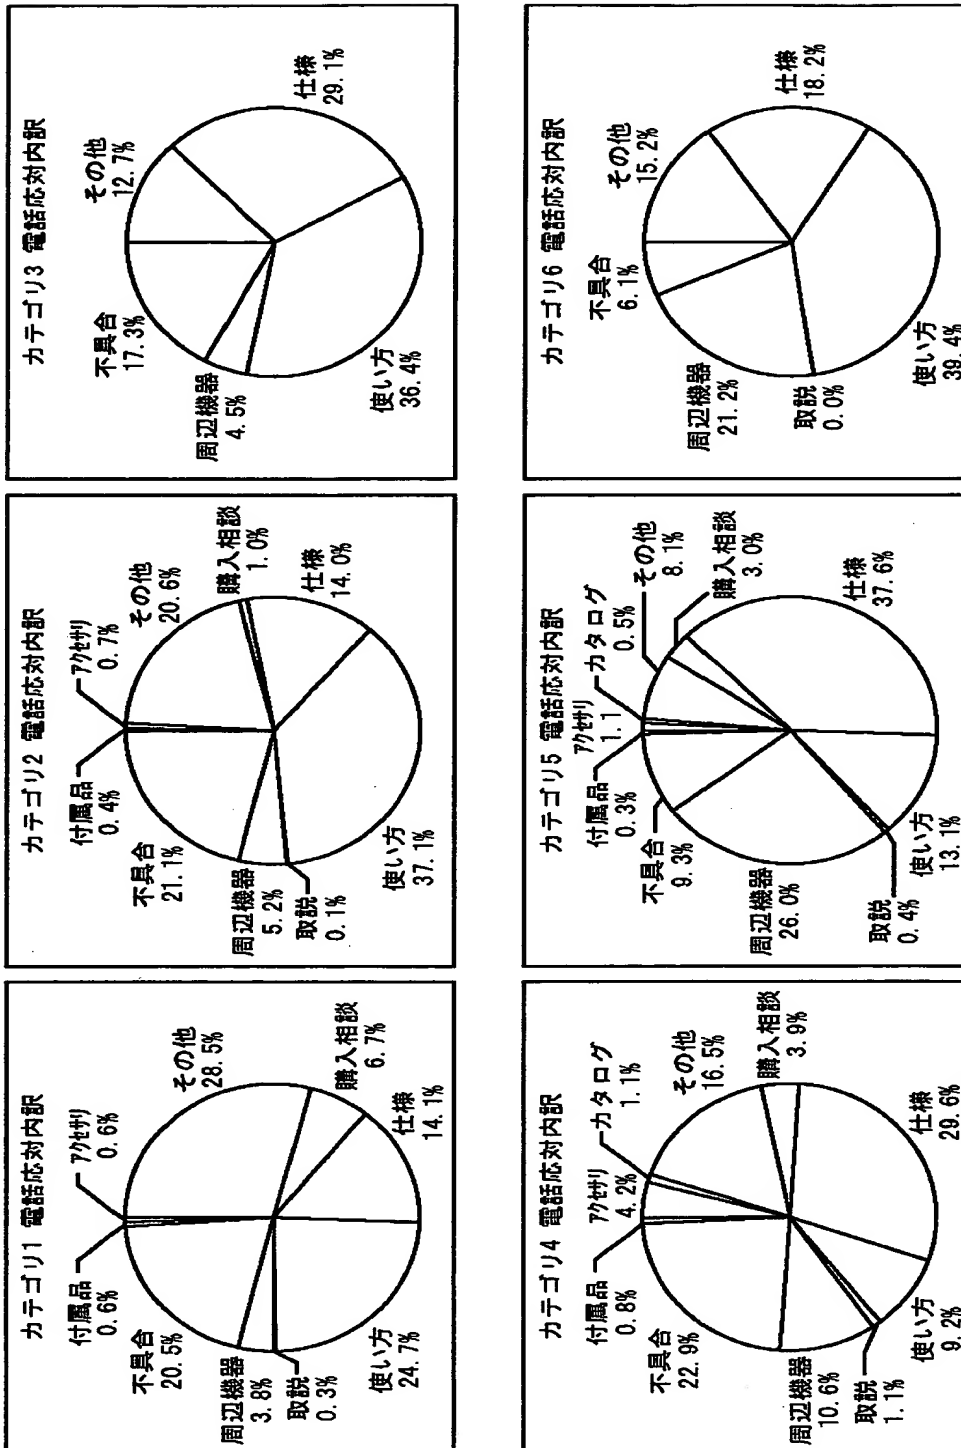 カテゴリ1 電話応対内訳
アクセサリ
0.6%
その他
28.5%
購入相談
6.7%
仕様
14.1%
使い方
24.7%
取説
0.3%
周辺機器
3.8%
不具合
20.5%
付属品
0.6%
カテゴリ2 電話応対内訳
アクセサリ
0.7%
その他
20.6%
購入相談
1.0%
仕様
14.0%
使い方
37.1%
取説
0.1%
周辺機器
5.2%
不具合
21.1%
付属品
0.4%
カテゴリ3 電話応対内訳
その他
12.7%
仕様
29.1%
使い方
36.4%
周辺機器
4.5%
不具合
17.3%
カテゴリ4 電話応対内訳
アクセサリ
4.2%
カタログ
1.1%
その他
16.5%
購入相談
3.9%
仕様
29.6%
使い方
9.2%
取説
1.1%
周辺機器
10.6%
不具合
22.9%
付属品
0.8%
カテゴリ5 電話応対内訳
アクセサリ
1.1
カタログ
0.5%
その他
8.1%
購入相談
3.0%
仕様
37.6%
使い方
13.1%
取説
0.4%
周辺機器
26.0%
不具合
9.3%
付属品
0.3%
カテゴリ6 電話応対内訳
その他
15.2%
仕様
18.2%
使い方
39.4%
取説
0.0%
周辺機器
21.2%
不具合
6.1%